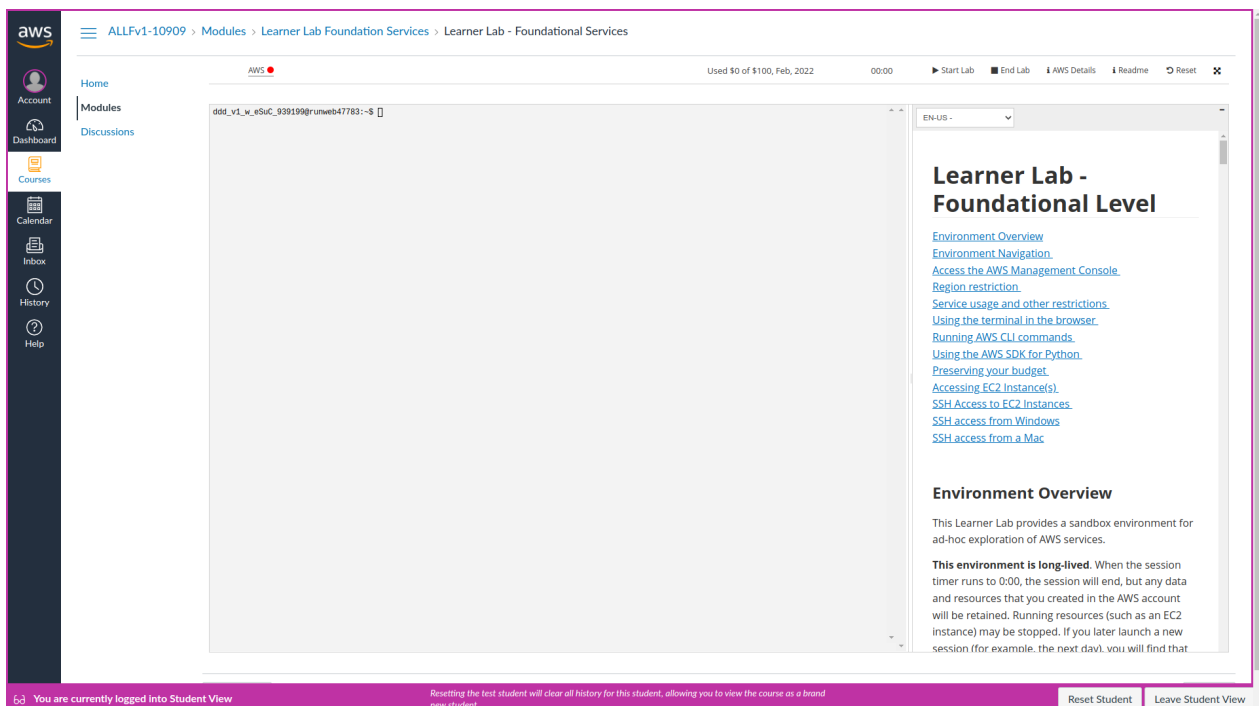 aws
ALLFv1-10909 > Modules > Learner Lab Foundation Services > Learner Lab - Foundational Services
Account
Dashboard
Courses
Calendar
Inbox
History
Help
Home
Modules
Discussions
AWS
Used $0 of $100, Feb, 2022
00:00
Start Lab
End Lab
AWS Details
Readme
Reset
ddd_v1_w_eSuC_939199@runweb47783:~$
EN-US -
Learner Lab -
Foundational Level
Environment Overview
Environment Navigation
Access the AWS Management Console
Region restriction
Service usage and other restrictions
Using the terminal in the browser
Running AWS CLI commands
Using the AWS SDK for Python
Preserving your budget
Accessing EC2 Instance(s)
SSH Access to EC2 Instances
SSH access from Windows
SSH access from a Mac
Environment Overview
This Learner Lab provides a sandbox environment for
ad-hoc exploration of AWS services.
This environment is long-lived. When the session
timer runs to 0:00, the session will end, but any data
and resources that you created in the AWS account
will be retained. Running resources (such as an EC2
instance) may be stopped. If you later launch a new
session (for example, the next day), you will find that
You are currently logged into Student View
Resetting the test student will clear all history for this student, allowing you to view the course as a brand
new student
Reset Student
Leave Student View